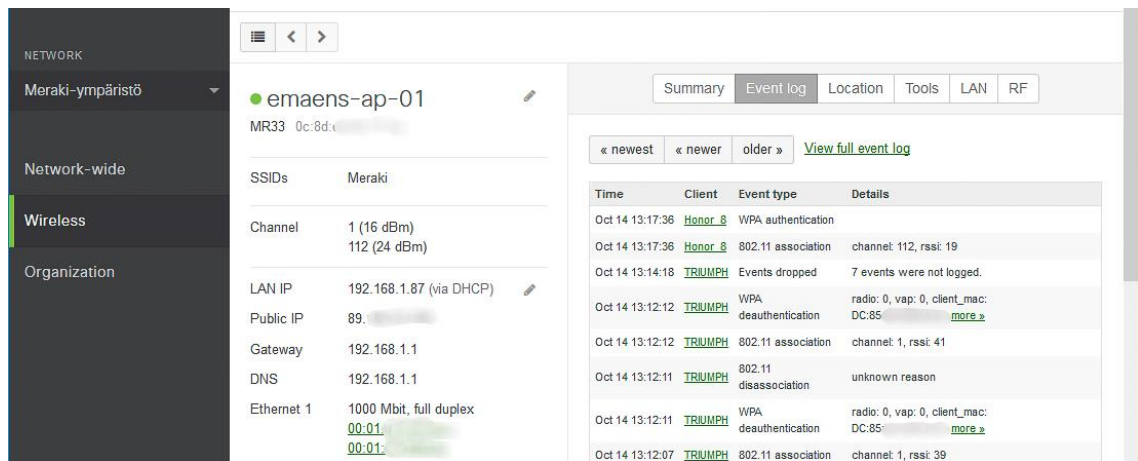 NETWORK
Meraki-ympäristö
Network-wide
Wireless
Organization
emaens-ap-01
MR33 0c:8d:
SSIDs Meraki
Channel 1 (16 dBm)
112 (24 dBm)
LAN IP 192.168.1.87 (via DHCP)
Public IP 89.
Gateway 192.168.1.1
DNS 192.168.1.1
Ethernet 1 1000 Mbit, full duplex
00:01:
00:01:
Summary Event log Location Tools LAN RF
« newest « newer older » View full event log
Time Client Event type Details
Oct 14 13:17:36 Honor_8 WPA authentication
Oct 14 13:17:36 Honor_8 802.11 association channel: 112, rssi: 19
Oct 14 13:14:18 TRIUMPH Events dropped 7 events were not logged.
Oct 14 13:12:12 TRIUMPH WPA deauthentication radio: 0, vap: 0, client_mac: DC:85 more »
Oct 14 13:12:12 TRIUMPH 802.11 association channel: 1, rssi: 41
Oct 14 13:12:11 TRIUMPH 802.11 disassociation unknown reason
Oct 14 13:12:11 TRIUMPH WPA deauthentication radio: 0, vap: 0, client_mac: DC:85 more »
Oct 14 13:12:07 TRIUMPH 802.11 association channel: 1, rssi: 39